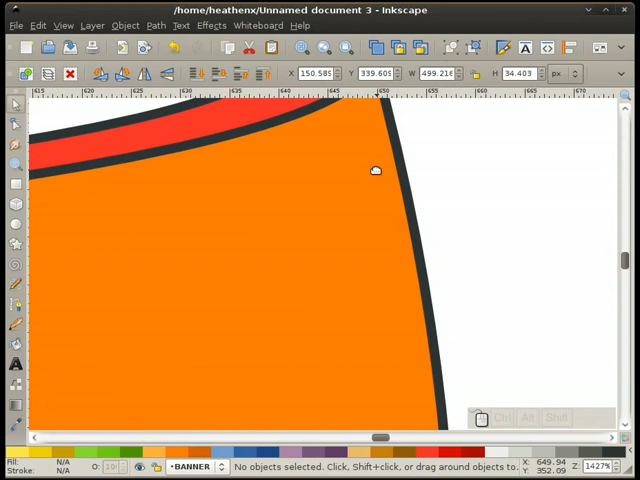 /home/heathenx/Unnamed document 3 - Inkscape
File Edit View Layer Object Path Text Effects Whiteboard Help
X 150.585 Y 339.605 W 499.216 H 34.403 px
615 620 625 630 635 640 645 650 655 660 665 670
A
Ctrl Alt Shift
Fill: N/A
Stroke: N/A
O: 10
•BANNER
No objects selected. Click, Shift+click, or drag around objects to.
X: 649.94
Y: 352.09
Z: 1427%